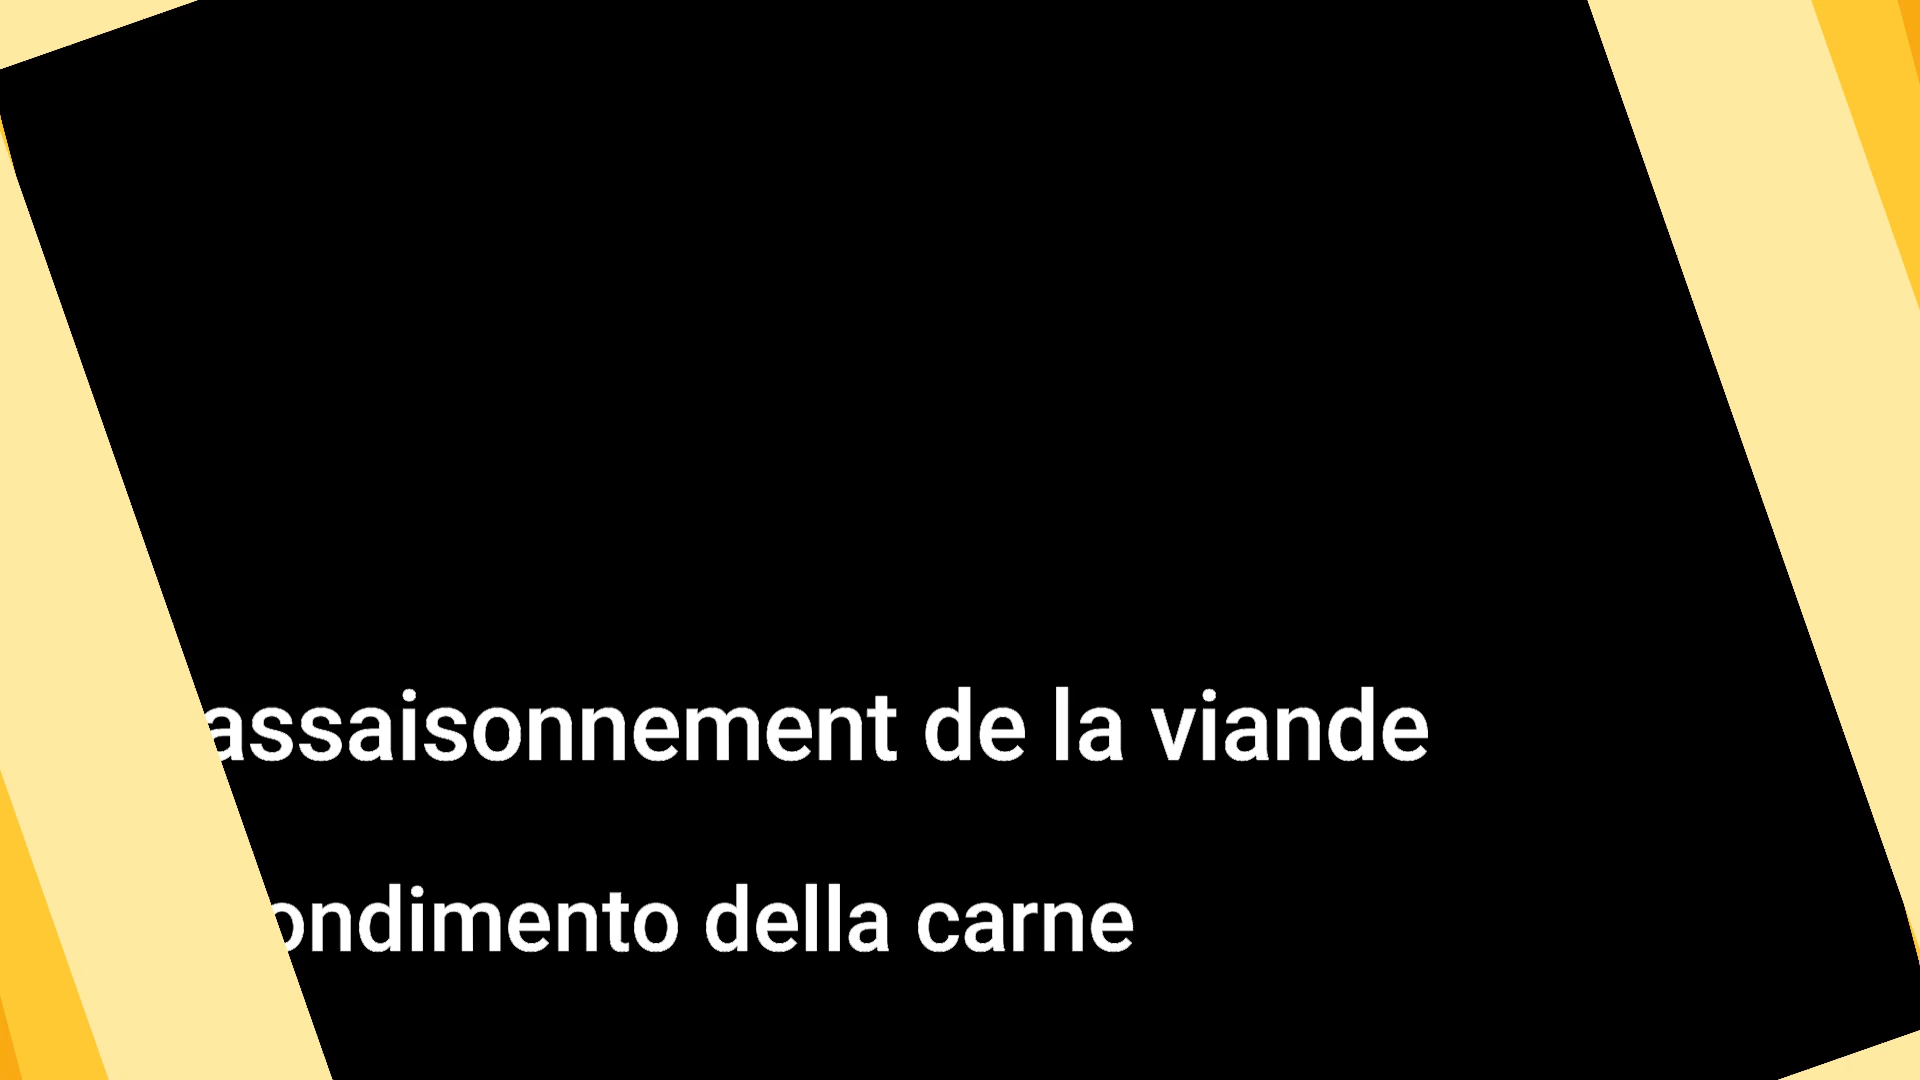 assaisonnement de la viande
ondimento della carne